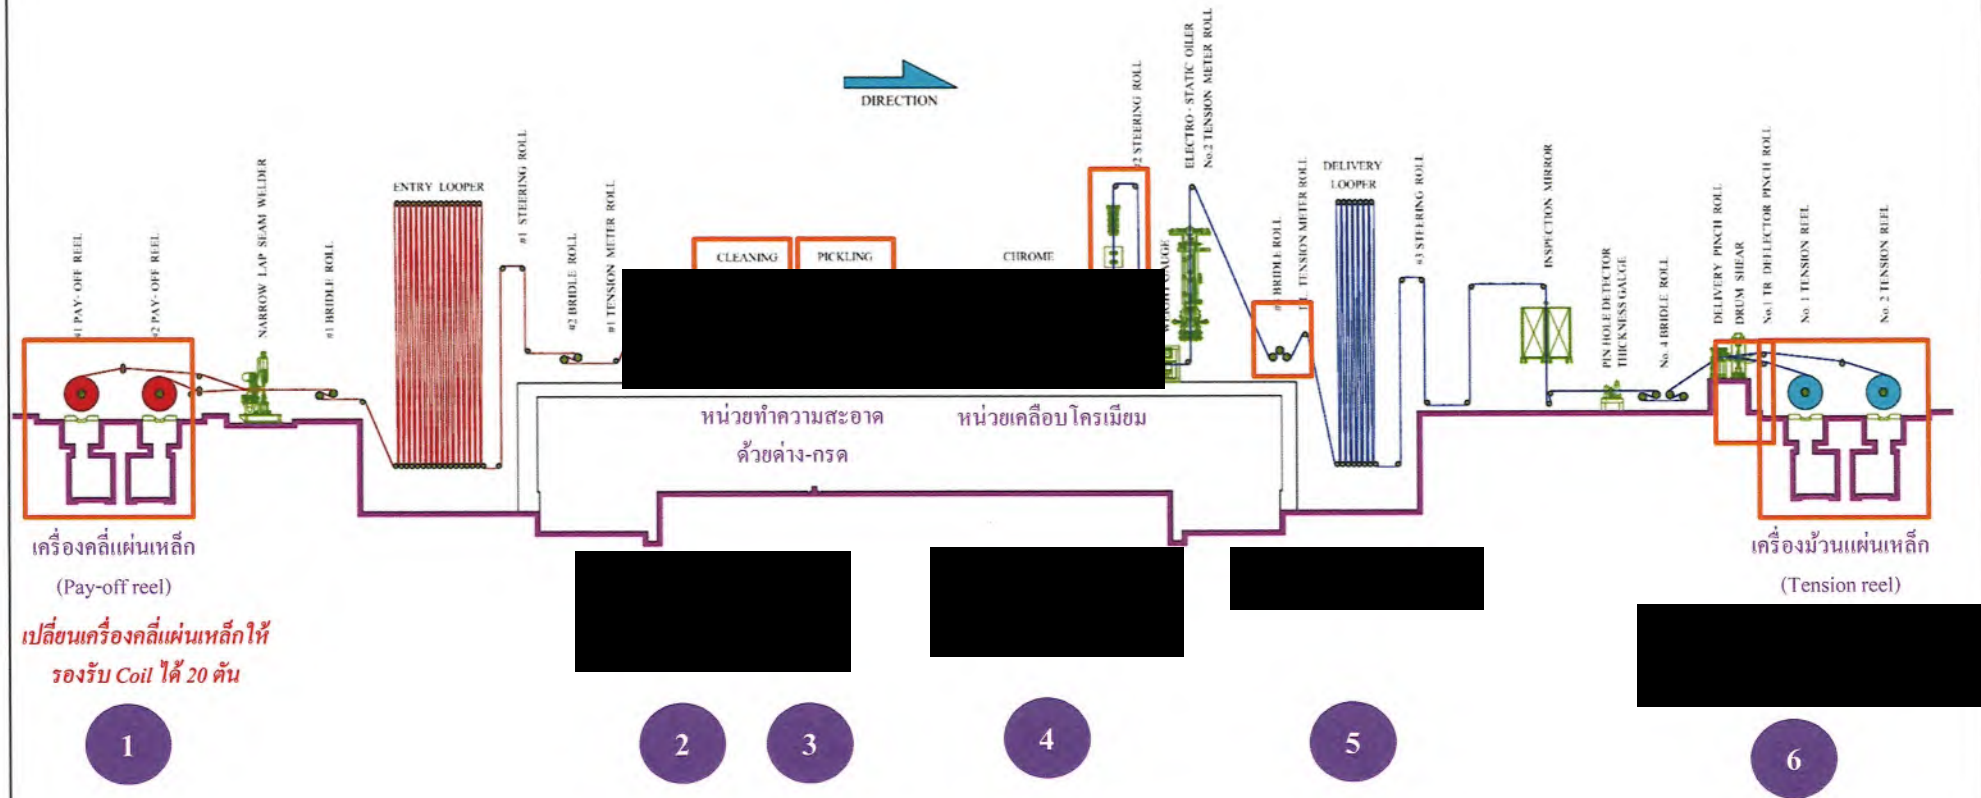 DIRECTION
#1 PAY- OFF REEL
#2 PAY- OFF REEL
NARROW LAP SEAM WELDER
#1 BRIDLE ROLL
ENTRY LOOPER
#1 STEERING ROLL
#2 BRIDLE ROLL
#1 TENSION METER ROLL
CLEANING
PICKLING
CHROME
#2 STEERING ROLL
ELECTRO - STATIC OILER
No.2 TENSION METER ROLL
BRIDLE ROLL
TENSION METER ROLL
DELIVERY
LOOPER
#3 STEERING ROLL
INSPECTION MIRROR
PIN HOLE DETECTOR
THICKNESS GAUGE
No. 4 BRIDLE ROLL
DELIVERY PINCH ROLL
DRUM SHEAR
No. 1 TR DEFLECTOR PINCH ROLL
No. 1 TENSION REEL
No. 2 TENSION REEL
หน่วยทำความสะอาด
ด้วยด่าง-กรด
หน่วยเคลือบโครเมียม
เครื่องคลี่แผ่นเหล็ก
(Pay-off reel)
เปลี่ยนเครื่องคลี่แผ่นเหล็กให้
รองรับ Coil ได้ 20 ตัน
เครื่องม้วนแผ่นเหล็ก
(Tension reel)
1
2
3
4
5
6